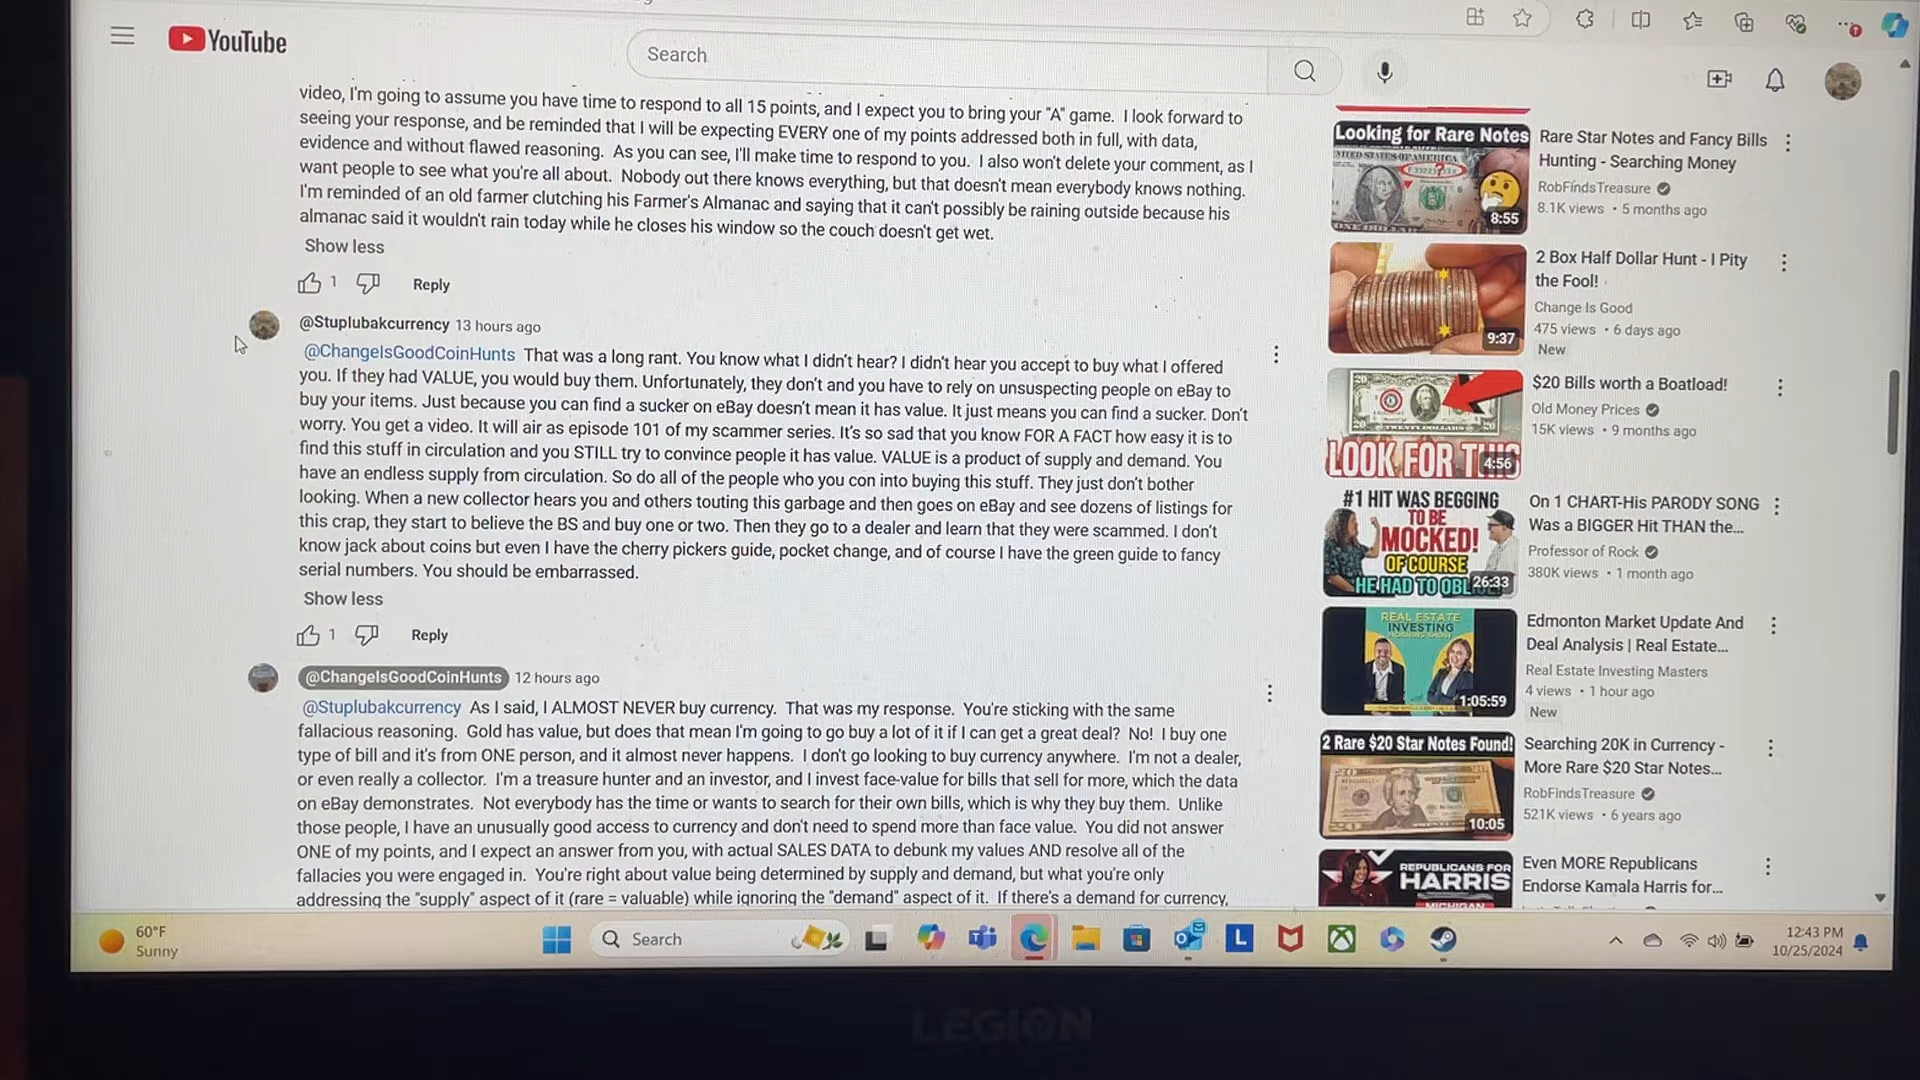 YouTube
Search
video, I'm going to assume you have time to respond to all 15 points, and I expect you to bring your "A" game. I look forward to
seeing your response, and be reminded that I will be expecting EVERY one of my points addressed both in full, with data,
evidence and without flawed reasoning. As you can see, I'll make time to respond to you. I also won't delete your comment, as I
want people to see what you're all about. Nobody out there knows everything, but that doesn't mean everybody knows nothing.
I'm reminded of an old farmer clutching his Farmer's Almanac and saying that it can't possibly be raining outside because his
almanac said it wouldn't rain today while he closes his window so the couch doesn't get wet.
Show less
1 Reply
@Stuplubakcurrency 13 hours ago
@ChangeIsGoodCoinHunts That was a long rant. You know what I didn't hear? I didn't hear you accept to buy what I offered
you. If they had VALUE, you would buy them. Unfortunately, they don't and you have to rely on unsuspecting people on eBay to
buy your items. Just because you can find a sucker on eBay doesn't mean it has value. It just means you can find a sucker. Don't
worry. You get a video. It will air as episode 101 of my scammer series. It's so sad that you know FOR A FACT how easy it is to
find this stuff in circulation and you STILL try to convince people it has value. VALUE is a product of supply and demand. You
have an endless supply from circulation. So do all of the people who you con into buying this stuff. They just don't bother
looking. When a new collector hears you and others touting this garbage and then goes on eBay and see dozens of listings for
this crap, they start to believe the BS and buy one or two. Then they go to a dealer and learn that they were scammed. I don't
know jack about coins but even I have the cherry pickers guide, pocket change, and of course I have the green guide to fancy
serial numbers. You should be embarrassed.
Show less
1 Reply
@ChangeIsGoodCoinHunts 12 hours ago
@Stuplubakcurrency As I said, I ALMOST NEVER buy currency. That was my response. You're sticking with the same
fallacious reasoning. Gold has value, but does that mean I'm going to go buy a lot of it if I can get a great deal? No! I buy one
type of bill and it's from ONE person, and it almost never happens. I don't go looking to buy currency anywhere. I'm not a dealer,
or even really a collector. I'm a treasure hunter and an investor, and I invest face-value for bills that sell for more, which the data
on eBay demonstrates. Not everybody has the time or wants to search for their own bills, which is why they buy them. Unlike
those people, I have an unusually good access to currency and don't need to spend more than face value. You did not answer
ONE of my points, and I expect an answer from you, with actual SALES DATA to debunk my values AND resolve all of the
fallacies you were engaged in. You're right about value being determined by supply and demand, but what you're only
addressing the "supply" aspect of it (rare = valuable) while ignoring the "demand" aspect of it. If there's a demand for currency,
Looking for Rare Notes
8:55
Rare Star Notes and Fancy Bills
Hunting - Searching Money
RobFindsTreasure
8.1K views • 5 months ago
9:37
2 Box Half Dollar Hunt - I Pity
the Fool!
Change Is Good
475 views • 6 days ago
New
LOOK FOR THIS
4:56
$20 Bills worth a Boatload!
Old Money Prices
15K views • 9 months ago
#1 HIT WAS BEGGING
TO BE
MOCKED!
OF COURSE
HE HAD TO OBL
26:33
On 1 CHART-His PARODY SONG
Was a BIGGER Hit THAN the...
Professor of Rock
380K views • 1 month ago
REAL ESTATE
INVESTING
MORNING SHOW
1:05:59
Edmonton Market Update And
Deal Analysis | Real Estate...
Real Estate Investing Masters
4 views • 1 hour ago
New
2 Rare $20 Star Notes Found!
10:05
Searching 20K in Currency -
More Rare $20 Star Notes...
RobFindsTreasure
521K views • 6 years ago
REPUBLICANS FOR
HARRIS
MICHIGAN
Even MORE Republicans
Endorse Kamala Harris for...
60°F
Sunny
Search
L
12:43 PM
10/25/2024
LEGION